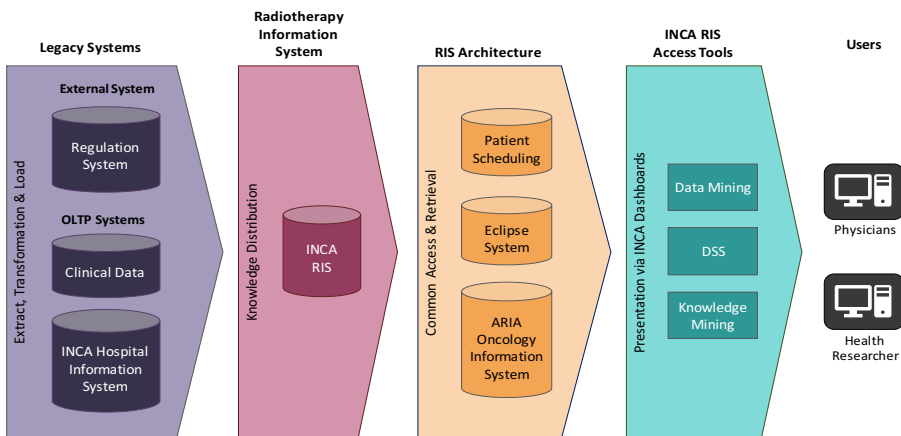 Legacy Systems
External System
Regulation
System
OLTP Systems
Clinical Data
INCA Hospital
Information
System
Extract, Transformation & Load
Radiotherapy
Information
System
Knowledge Distribution
INCA
RIS
RIS Architecture
Common Access & Retrieval
Patient
Scheduling
Eclipse
System
ARIA
Oncology
Information
System
INCA RIS
Access Tools
Presentation via INCA Dashboards
Data Mining
DSS
Knowledge
Mining
Users
Physicians
Health
Researcher